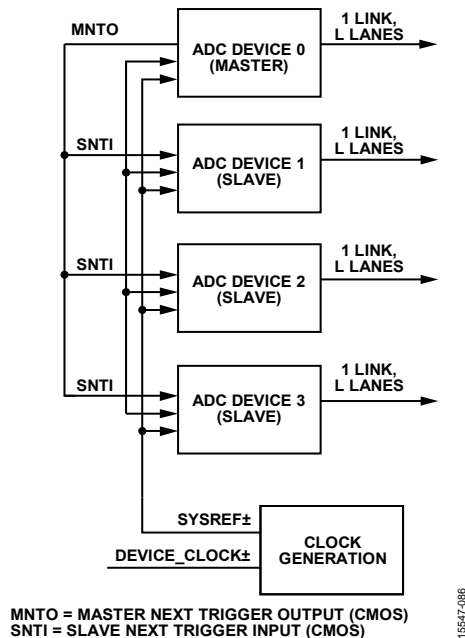 MNTO
ADC DEVICE 0
(MASTER)
1 LINK,
L LANES
SNTI
ADC DEVICE 1
(SLAVE)
1 LINK,
L LANES
SNTI
ADC DEVICE 2
(SLAVE)
1 LINK,
L LANES
SNTI
ADC DEVICE 3
(SLAVE)
1 LINK,
L LANES
SYSREF±
DEVICE_CLOCK±
CLOCK
GENERATION
MNTO = MASTER NEXT TRIGGER OUTPUT (CMOS)
SNTI = SLAVE NEXT TRIGGER INPUT (CMOS)
15547-086